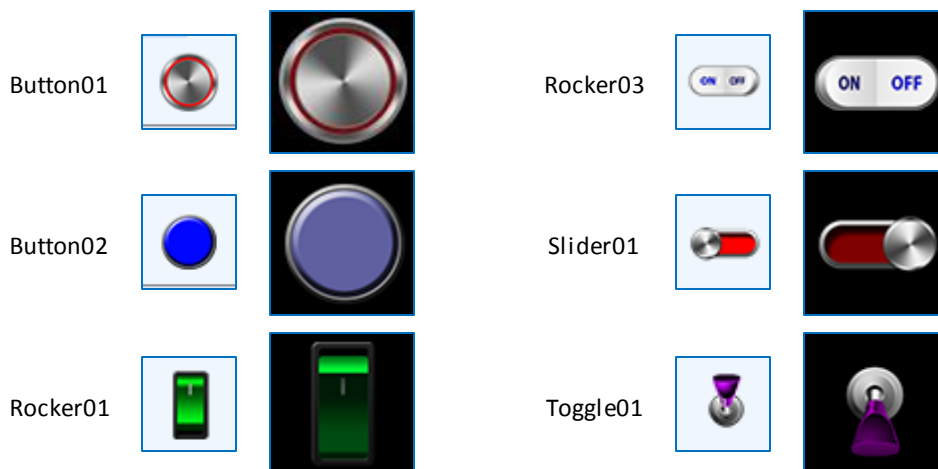 Button01
ON OFF
Rocker03
ON OFF
Button02
Slider01
Rocker01
Toggle01